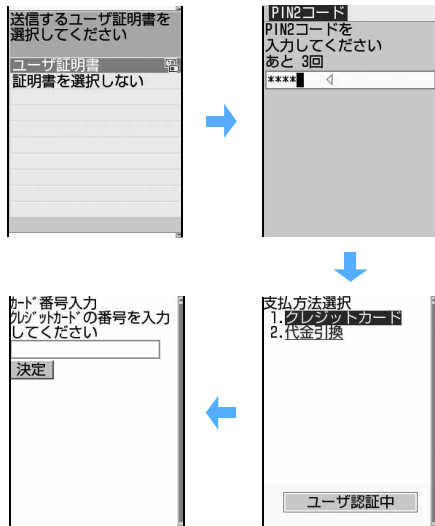 送信するユーザ証明書を
選択してください
ユーザ証明書
証明書を選択しない
PIN2コード
PIN2コードを
入力してください
あと 3回
****
支払方法選択
1.クレジットカード
2.代金引換
ユーザ認証中
ｶｰﾄﾞ番号入力
ｸﾚｼﾞｯﾄｶｰﾄﾞの番号を入力
してください
決定